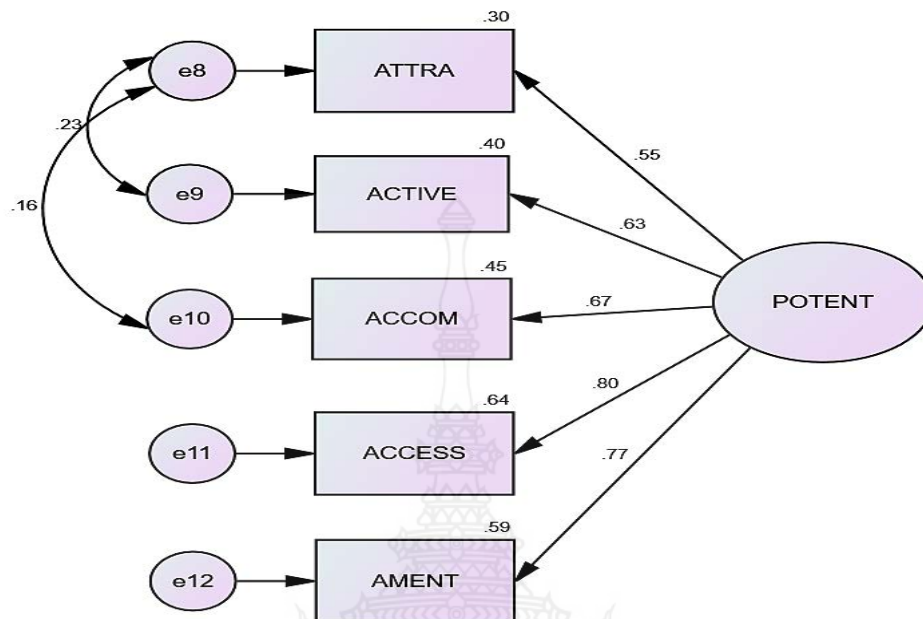 .30
e8
ATTRA
.23
.55
.40
e9
ACTIVE
.63
.16
.45
e10
ACCOM
.67
POTENT
.80
.64
e11
ACCESS
.77
.59
e12
AMENT